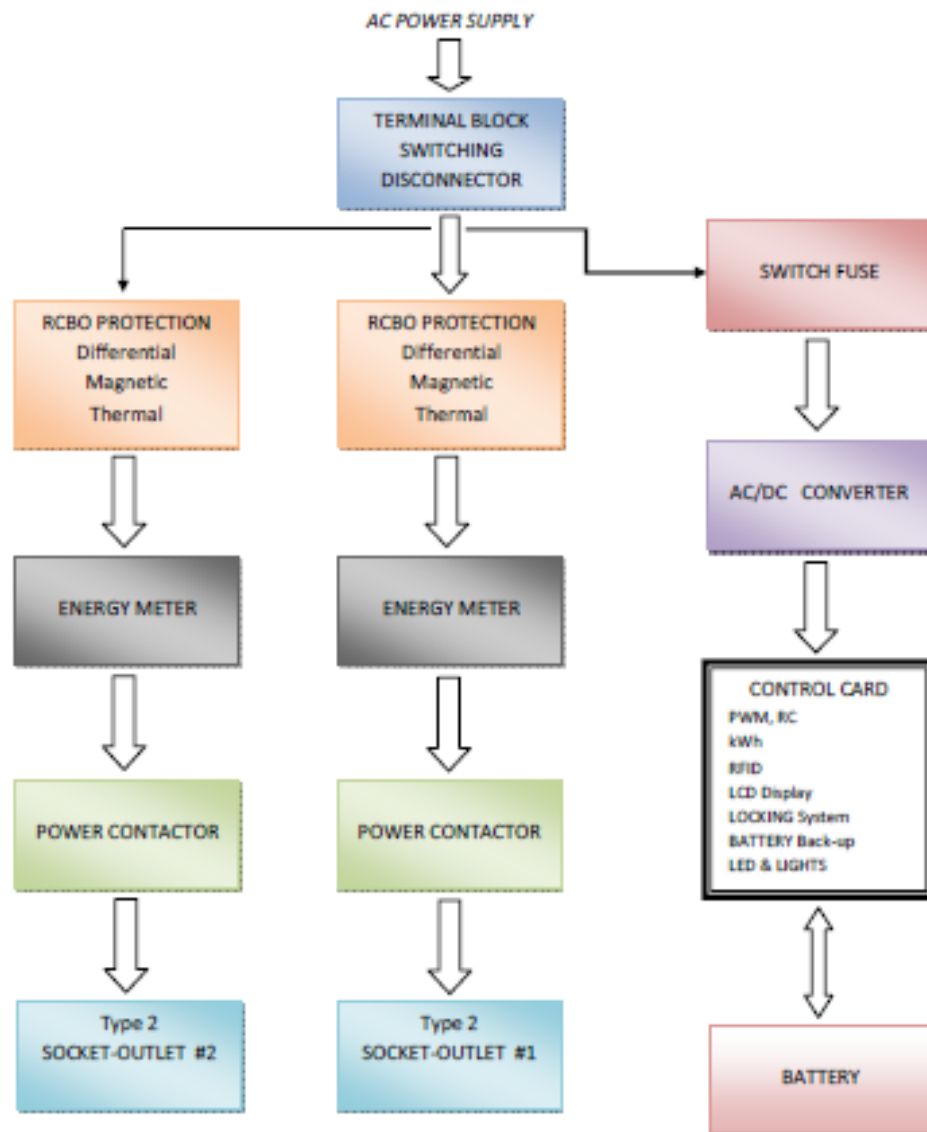 AC POWER SUPPLY
TERMINAL BLOCK
SWITCHING
DISCONNECTOR
SWITCH FUSE
RCBO PROTECTION
Differential
Magnetic
Thermal
RCBO PROTECTION
Differential
Magnetic
Thermal
AC/DC CONVERTER
ENERGY METER
ENERGY METER
CONTROL CARD
PWM, RC
kWh
RFID
LCD Display
LOCKING System
BATTERY Back-up
LED & LIGHTS
POWER CONTACTOR
POWER CONTACTOR
Type 2
SOCKET-OUTLET #2
Type 2
SOCKET-OUTLET #1
BATTERY